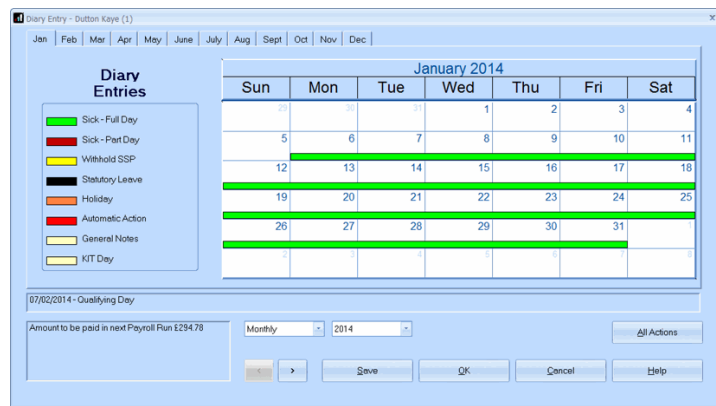 Diary Entry - Dutton Kaye (1)
x
Jan Feb Mar Apr May June July Aug Sept Oct Nov Dec
Diary
Entries
Sick - Full Day
Sick - Part Day
Withhold SSP
Statutory Leave
Holiday
Automatic Action
General Notes
KIT Day
January 2014
Sun Mon Tue Wed Thu Fri Sat
29 30 31 1 2 3 4
5 6 7 8 9 10 11
12 13 14 15 16 17 18
19 20 21 22 23 24 25
26 27 28 29 30 31 1
2 3 4 5 6 7 8
07/02/2014 - Qualifying Day
Amount to be paid in next Payroll Run £294.78
Monthly 2014
All Actions
< > Save OK Cancel Help